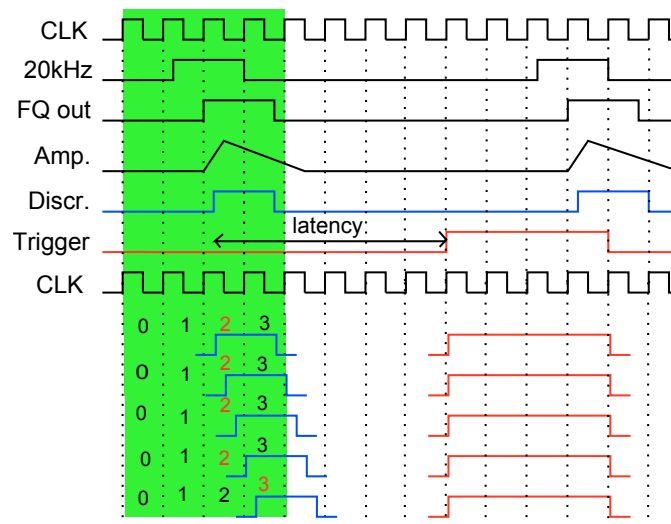 CLK
20kHz
FQ out
Amp.
Discr.
latency
Trigger
CLK
0 1 2 3
0 1 2 3
0 1 2 3
0 1 2 3
0 1 2 3